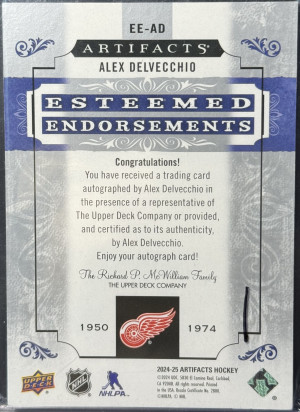 EE-AD
ARTIFACTS
ALEX DELVECCHIO
ESTEEMED
ENDORSEMENTS
Congratulations!
You have received a trading card
autographed by Alex Delvecchio in
the presence of a representative of
The Upper Deck Company or provided,
and certified as to its authenticity,
by Alex Delvecchio.
Enjoy your autograph card!
The Richard P. McWilliam Family
THE UPPER DECK COMPANY
1950 1974
2024-25 ARTIFACTS HOCKEY
UPPER DECK
NHL
NHLPA